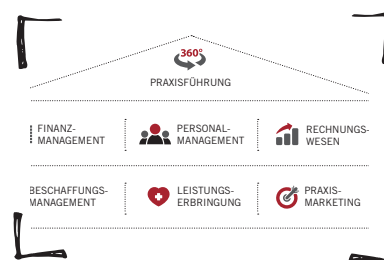 360°
PRAXISFÜHRUNG
FINANZ-
MANAGEMENT
PERSONAL-
MANAGEMENT
RECHNUNGS-
WESEN
BESCHAFFUNGS-
MANAGEMENT
LEISTUNGS-
ERBRINGUNG
PRAXIS-
MARKETING